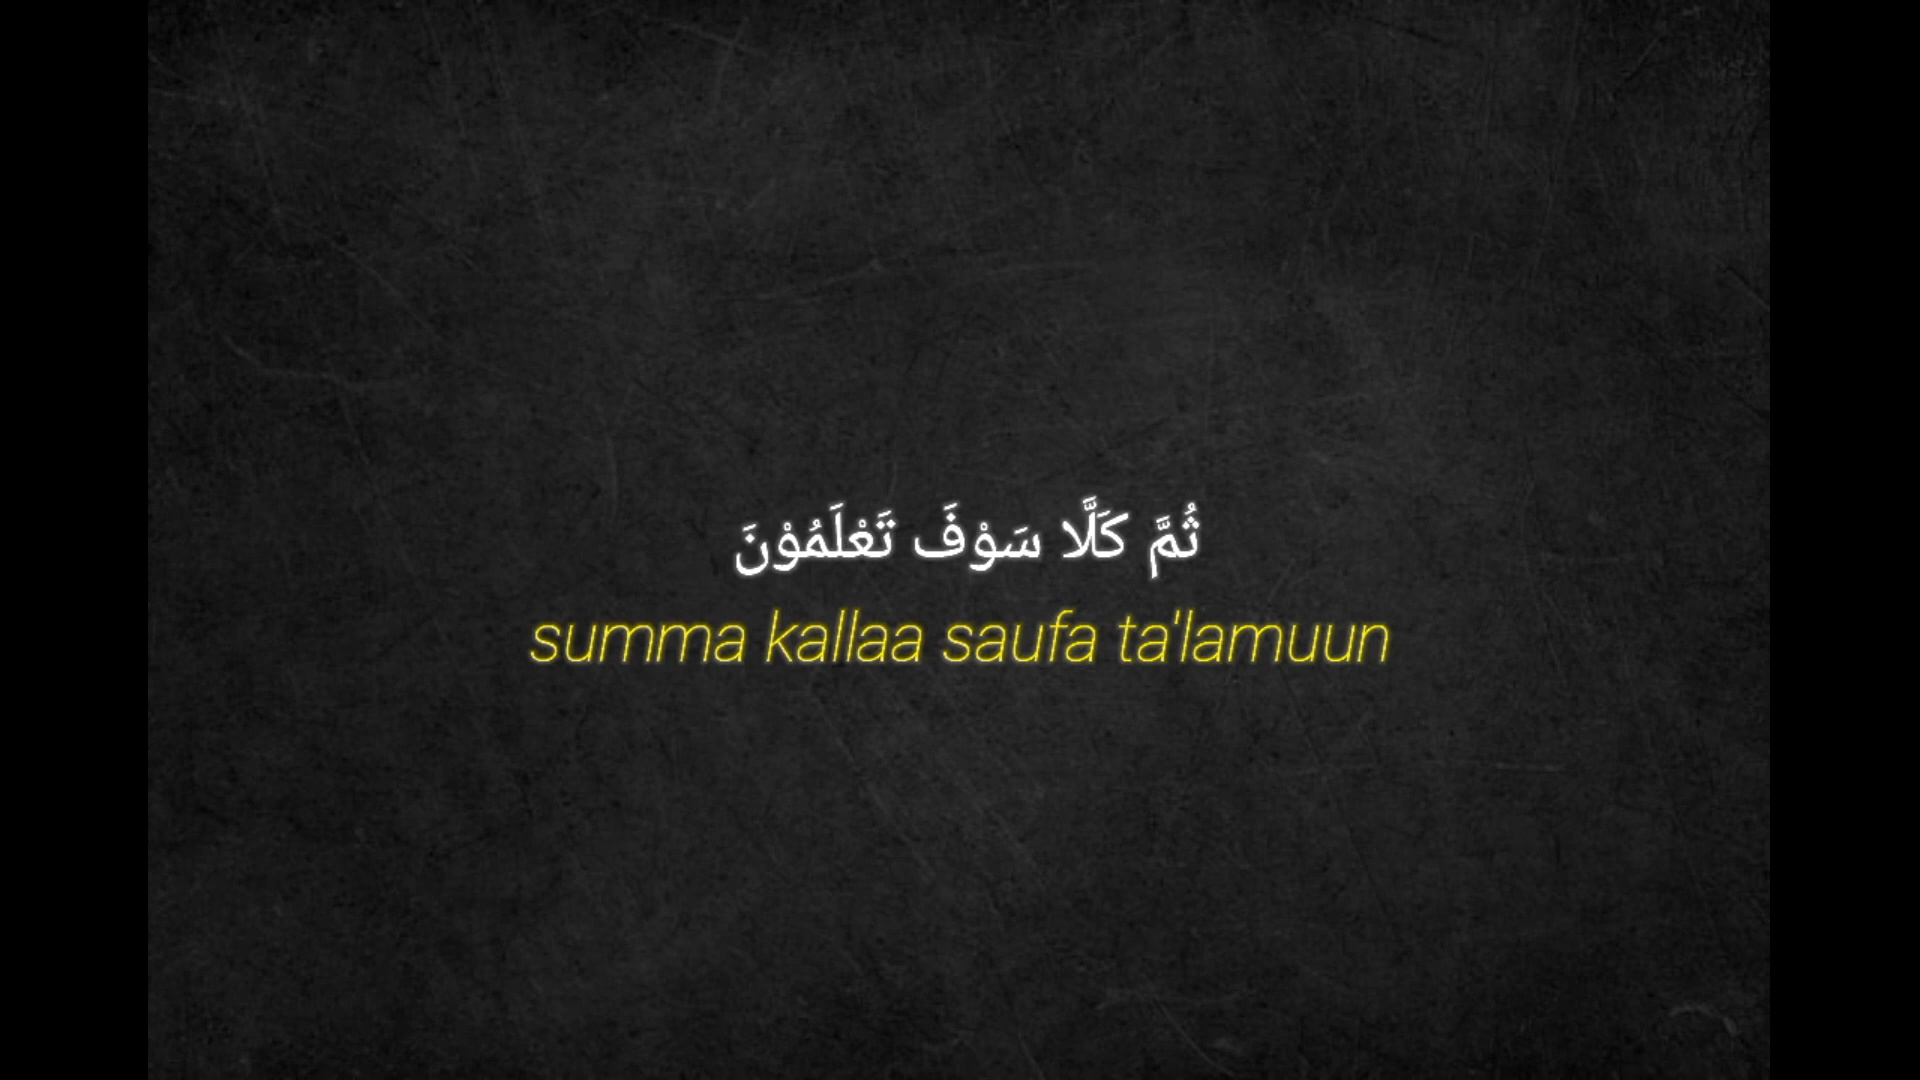 ثُمَّ كَلَّا سَوْفَ تَعْلَمُوْنَ
summa kallaa saufa ta'lamuun